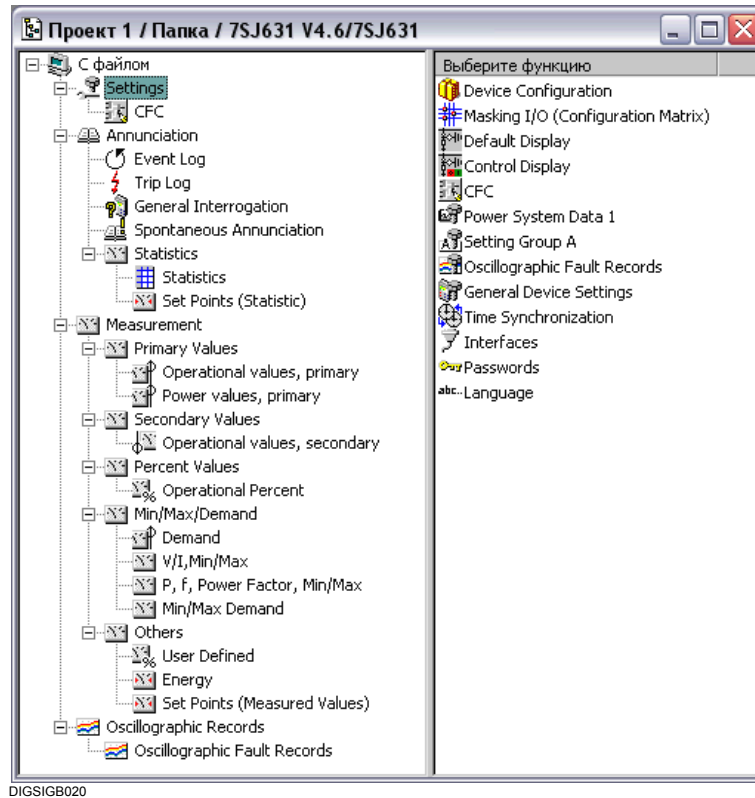 Проект 1 / Папка / 7SJ631 V4.6/7SJ631
С файлом
Settings
CFC
Annunciation
Event Log
Trip Log
General Interrogation
Spontaneous Annunciation
Statistics
Statistics
Set Points (Statistic)
Measurement
Primary Values
Operational values, primary
Power values, primary
Secondary Values
Operational values, secondary
Percent Values
Operational Percent
Min/Max/Demand
Demand
V/I,Min/Max
P, f, Power Factor, Min/Max
Min/Max Demand
Others
User Defined
Energy
Set Points (Measured Values)
Oscillographic Records
Oscillographic Fault Records
Выберите функцию
Device Configuration
Masking I/O (Configuration Matrix)
Default Display
Control Display
CFC
Power System Data 1
Setting Group A
Oscillographic Fault Records
General Device Settings
Time Synchronization
Interfaces
Passwords
abc..Language
DIGSIGB020